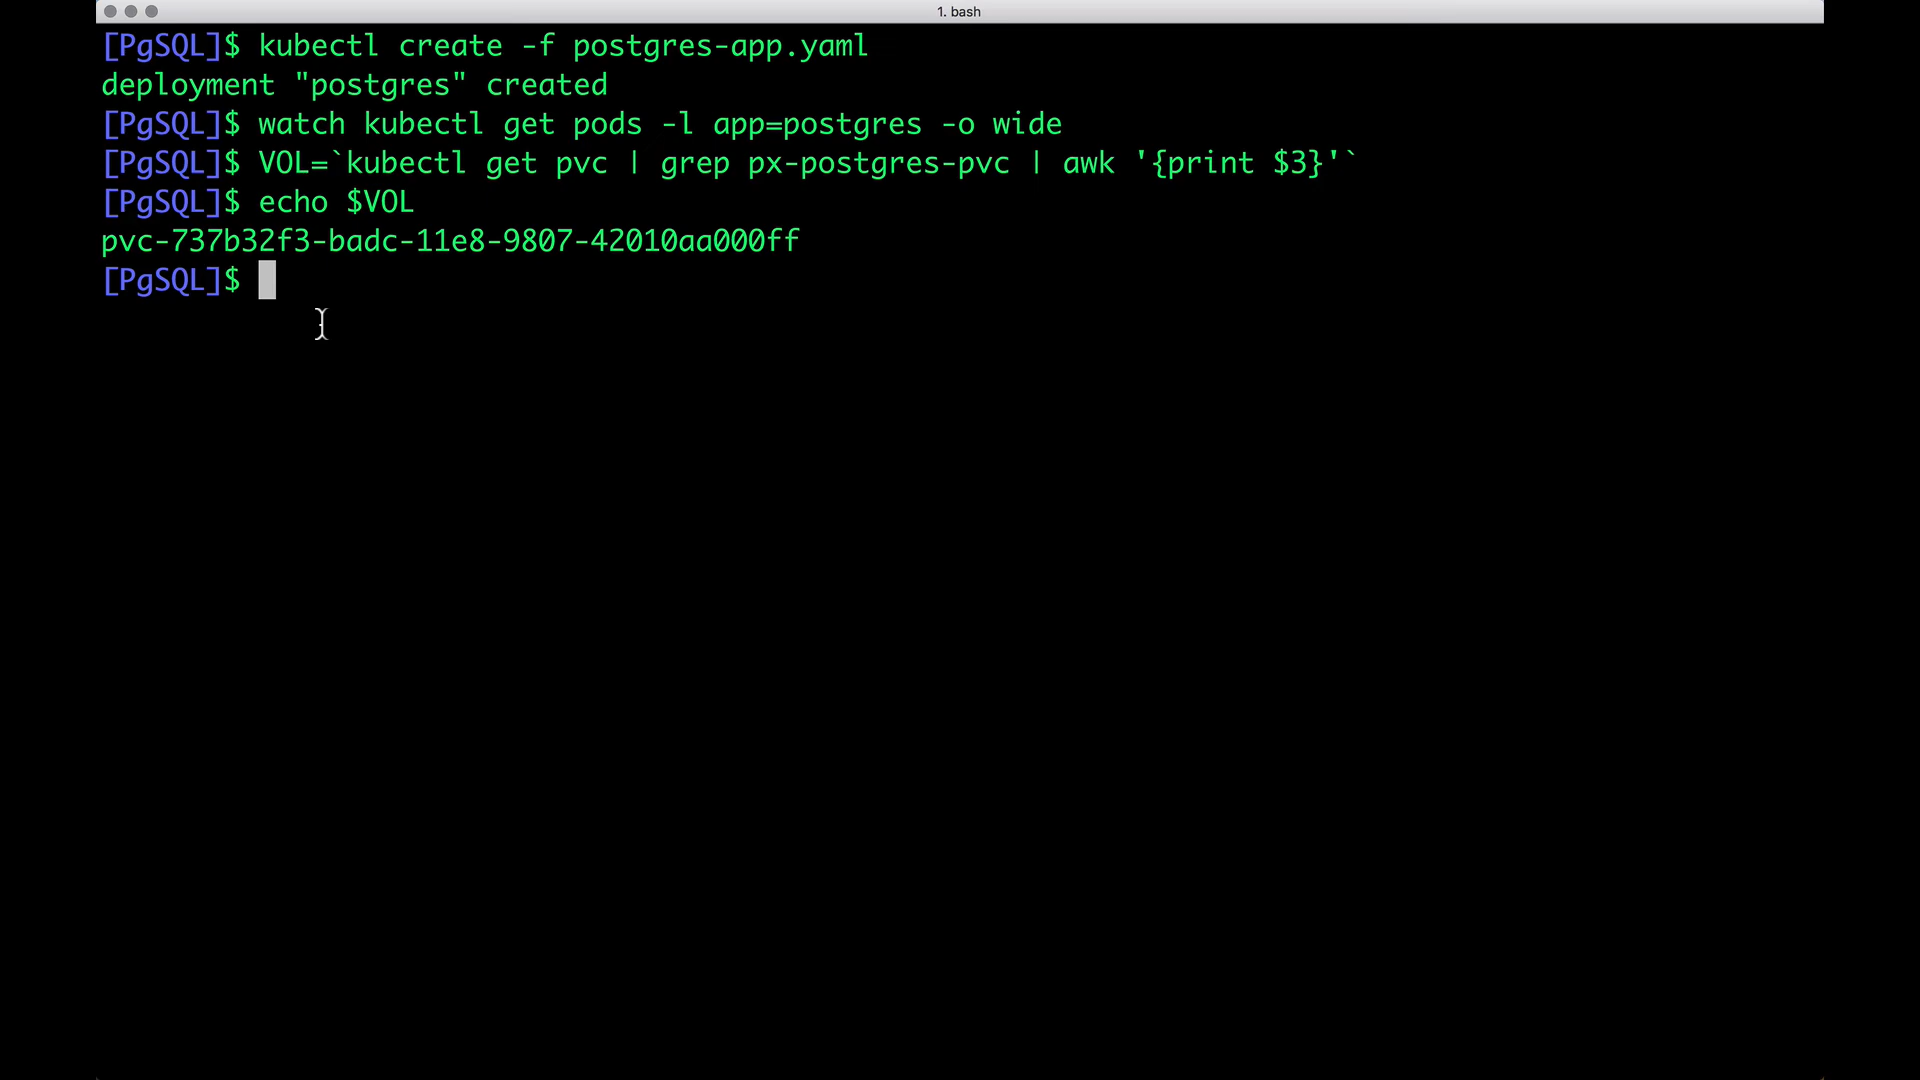 1. bash
[PgSQL]$ kubectl create -f postgres-app.yaml
deployment "postgres" created
[PgSQL]$ watch kubectl get pods -l app=postgres -o wide
[PgSQL]$ VOL=`kubectl get pvc | grep px-postgres-pvc | awk '{print $3}'`
[PgSQL]$ echo $VOL
pvc-737b32f3-badc-11e8-9807-42010aa000ff
[PgSQL]$